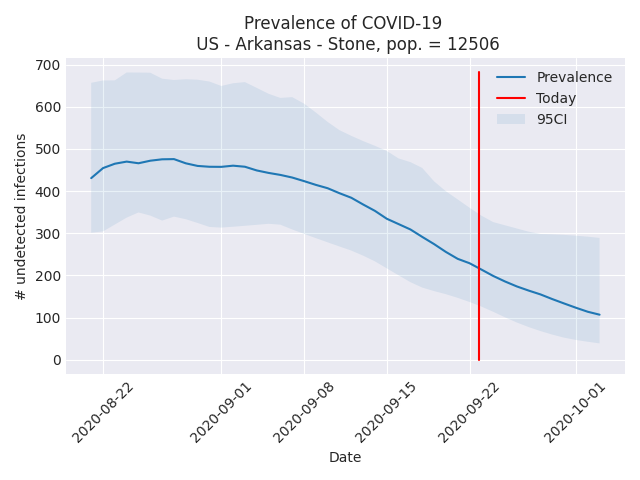 Prevalence of COVID-19
US - Arkansas - Stone, pop. = 12506
# undetected infections
700
600
500
400
300
200
100
0
Prevalence
Today
95CI
2020-08-22
2020-09-01
2020-09-08
2020-09-15
2020-09-22
2020-10-01
Date